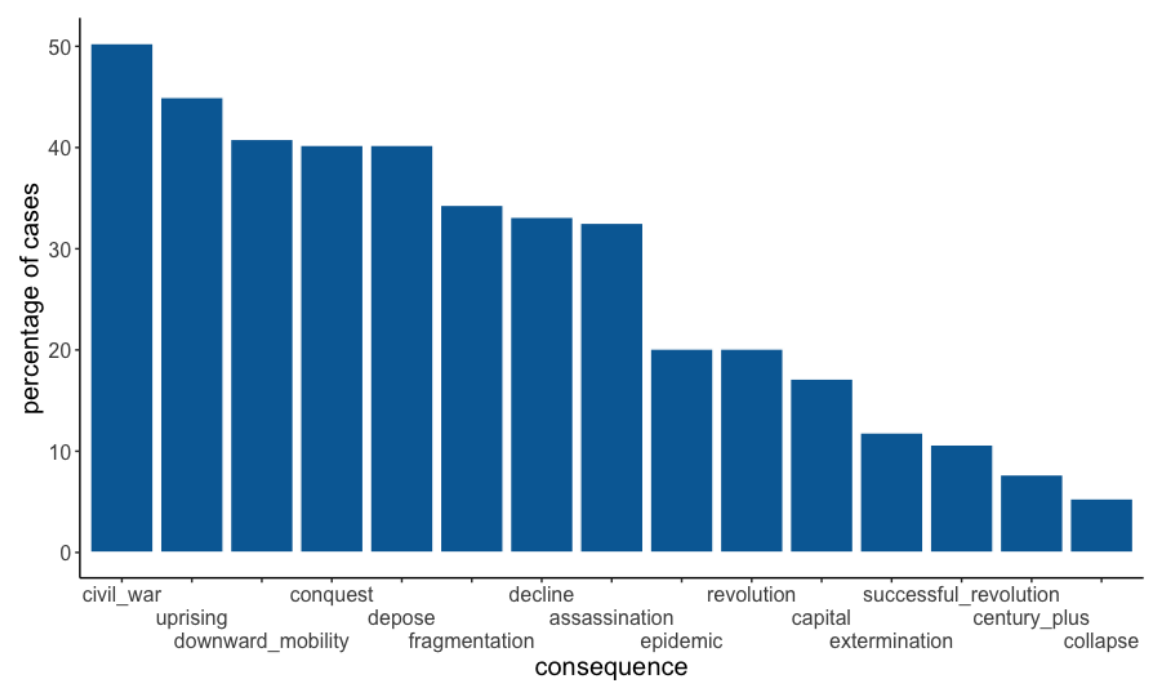 percentage of cases
50
40
30
20
10
0
civil_war conquest decline revolution successful_revolution
uprising depose assassination capital century_plus
downward_mobility fragmentation epidemic extermination collapse
consequence